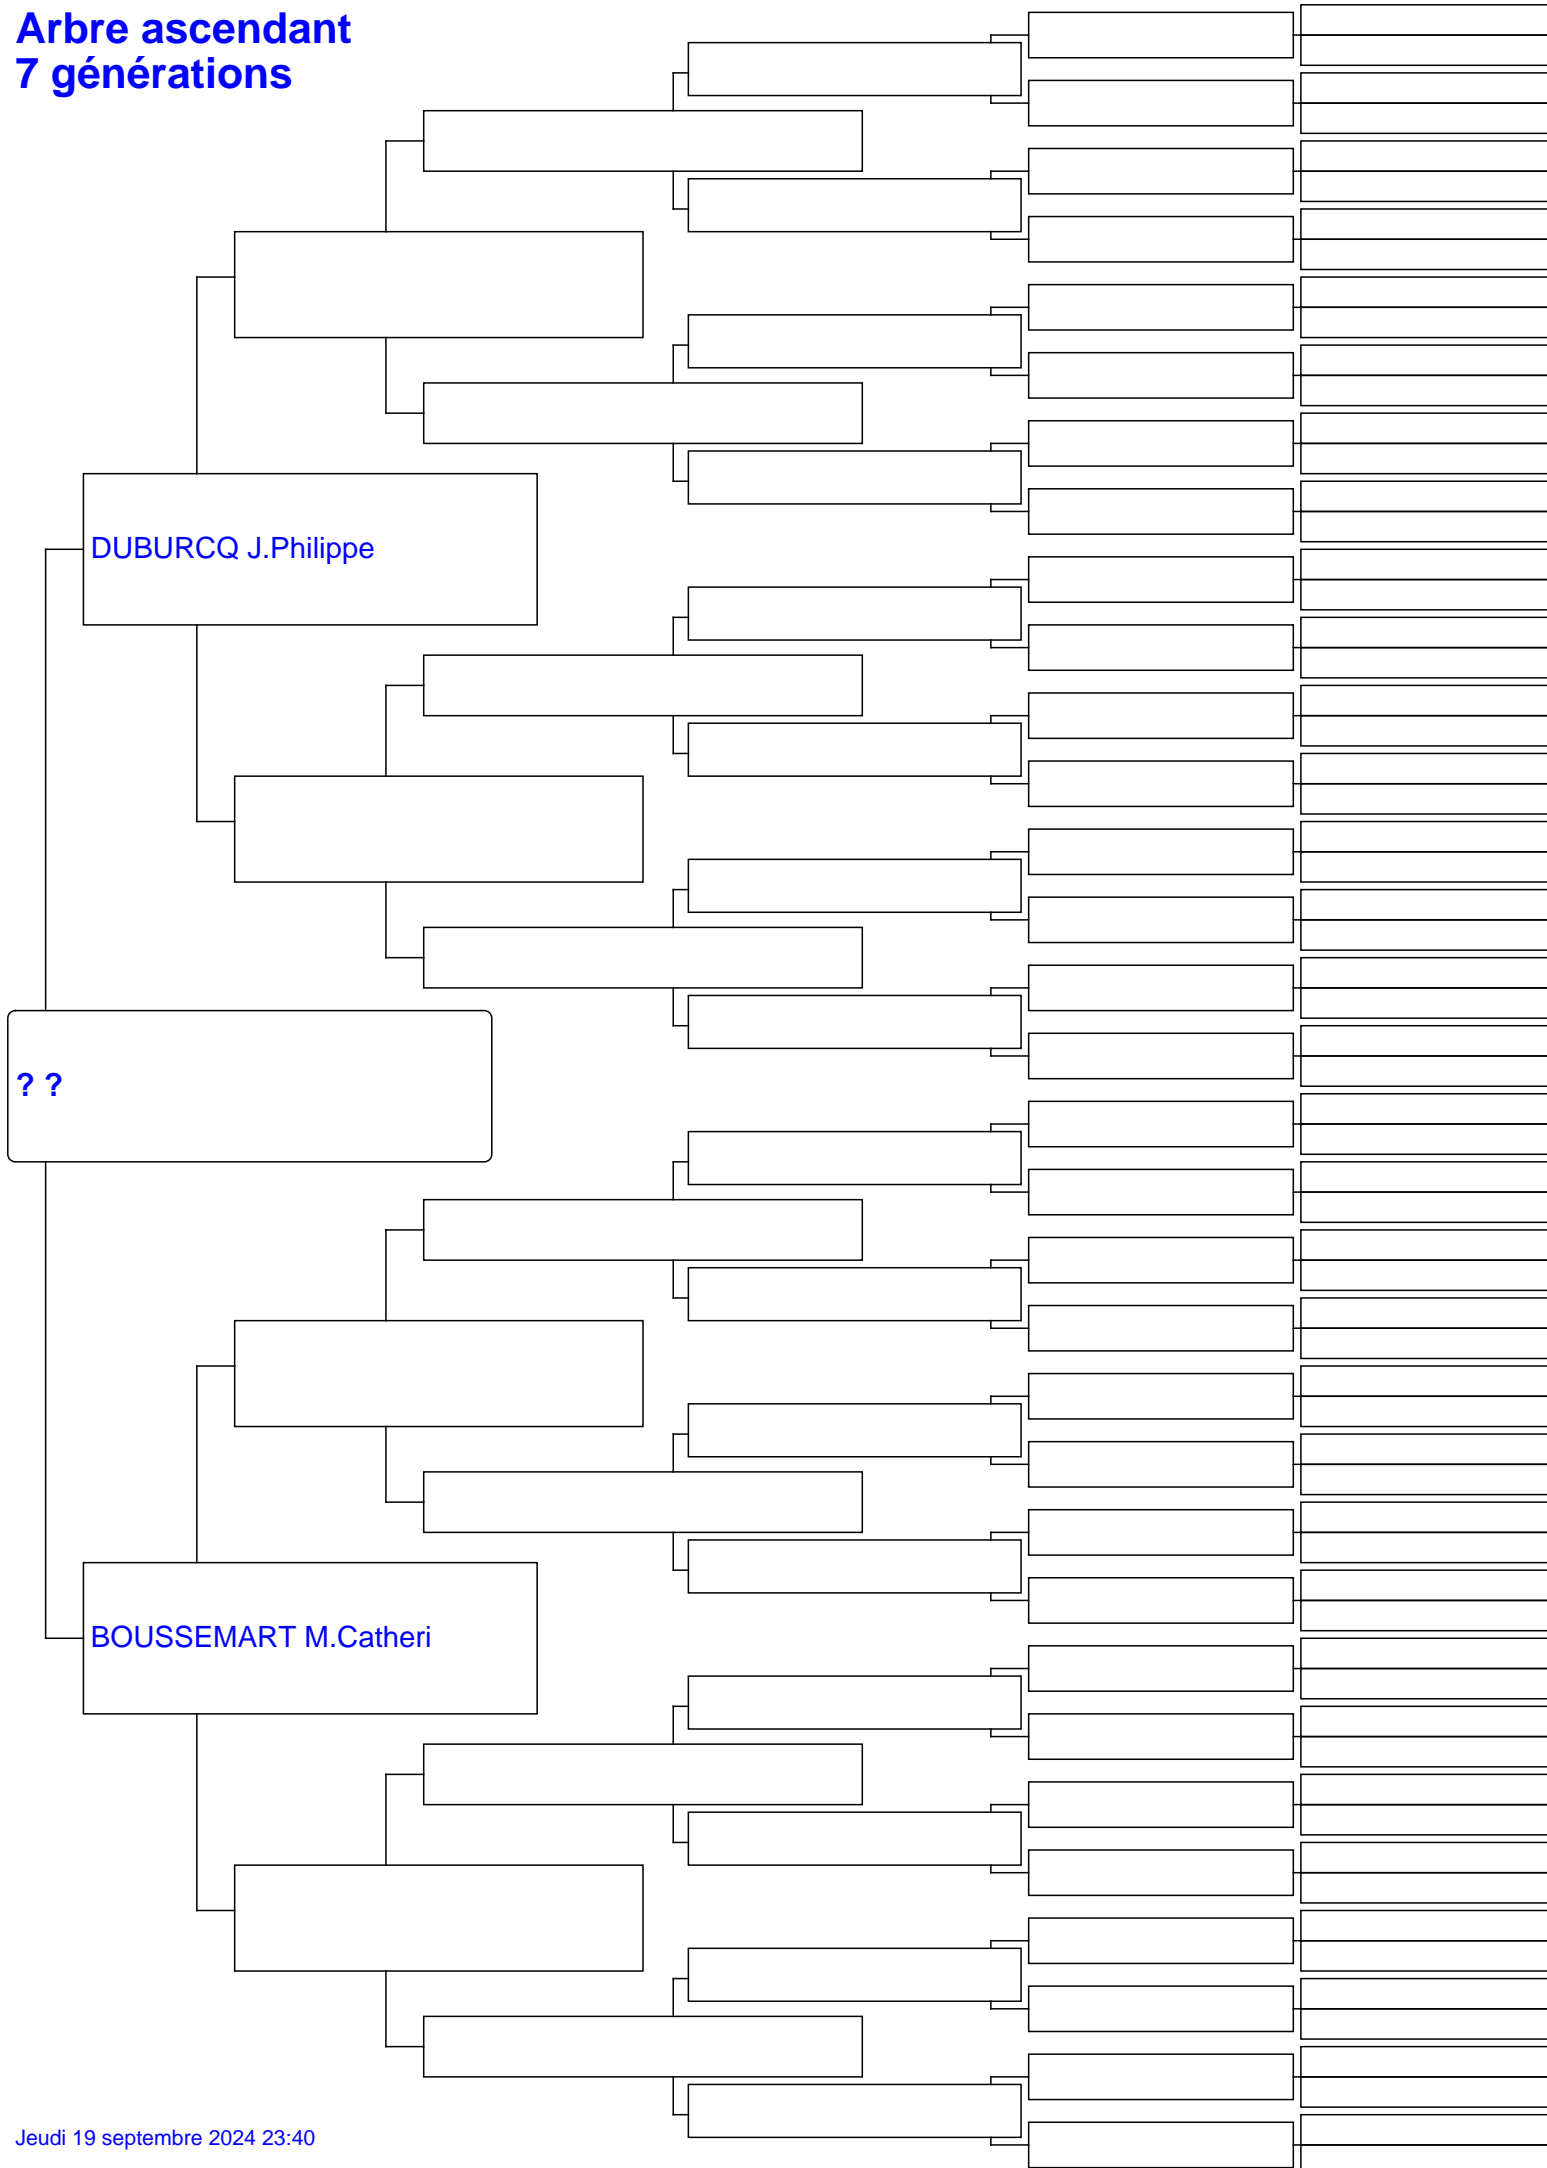 Arbre ascendant
7 générations
DUBURCQ J.Philippe
? ?
BOUSSEMART M.Catheri
Jeudi 19 septembre 2024 23:40